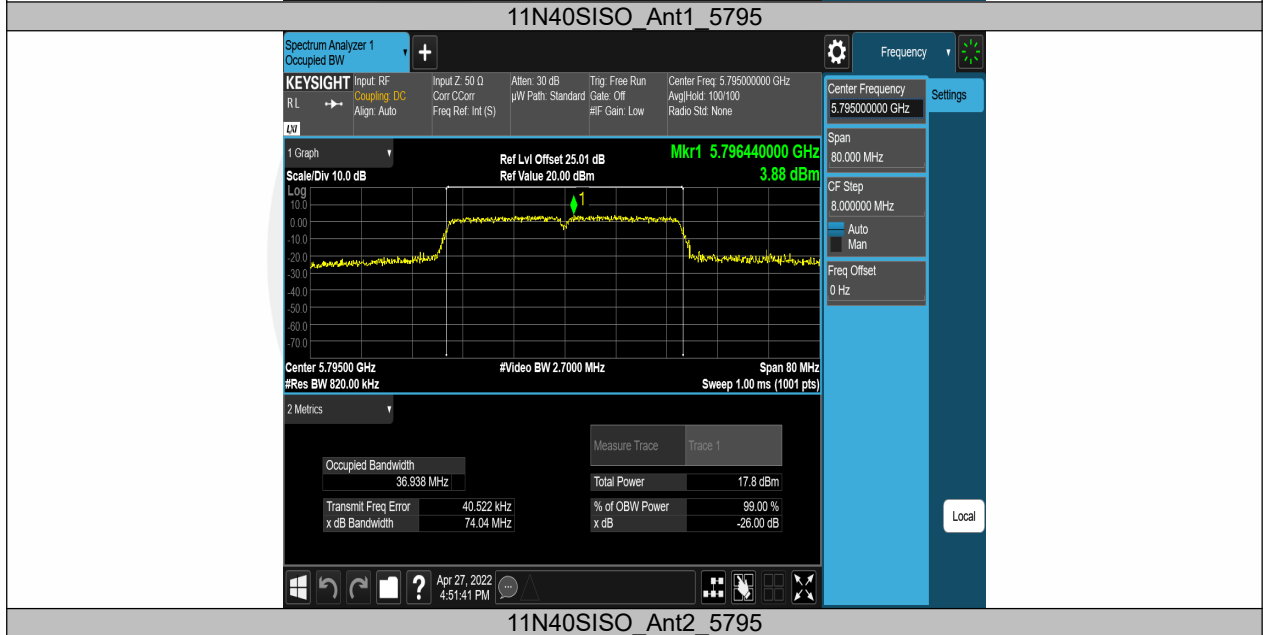 11N40SISO_Ant1_5795
Spectrum Analyzer 1
Occupied BW
+
Frequency
KEYSIGHT
RL
LXI
Input: RF
Coupling: DC
Align: Auto
Input Z: 50 Ω
Corr CCorr
Freq Ref: Int (S)
Atten: 30 dB
µW Path: Standard
Trig: Free Run
Gate: Off
#IF Gain: Low
Center Freq: 5.795000000 GHz
Avg|Hold: 100/100
Radio Std: None
Center Frequency
5.795000000 GHz
Settings
Span
80.000 MHz
CF Step
8.000000 MHz
Auto
Man
Freq Offset
0 Hz
1 Graph
Scale/Div 10.0 dB
Ref Lvl Offset 25.01 dB
Ref Value 20.00 dBm
Mkr1 5.796440000 GHz
3.88 dBm
Log
10.0
0.00
-10.0
-20.0
-30.0
-40.0
-50.0
-60.0
-70.0
1
Center 5.79500 GHz
#Res BW 820.00 kHz
#Video BW 2.7000 MHz
Span 80 MHz
Sweep 1.00 ms (1001 pts)
2 Metrics
Measure Trace Trace 1
Occupied Bandwidth
36.938 MHz
Total Power 17.8 dBm
Transmit Freq Error 40.522 kHz
% of OBW Power 99.00 %
x dB Bandwidth 74.04 MHz
x dB -26.00 dB
Local
?
Apr 27, 2022
4:51:41 PM
11N40SISO_Ant2_5795